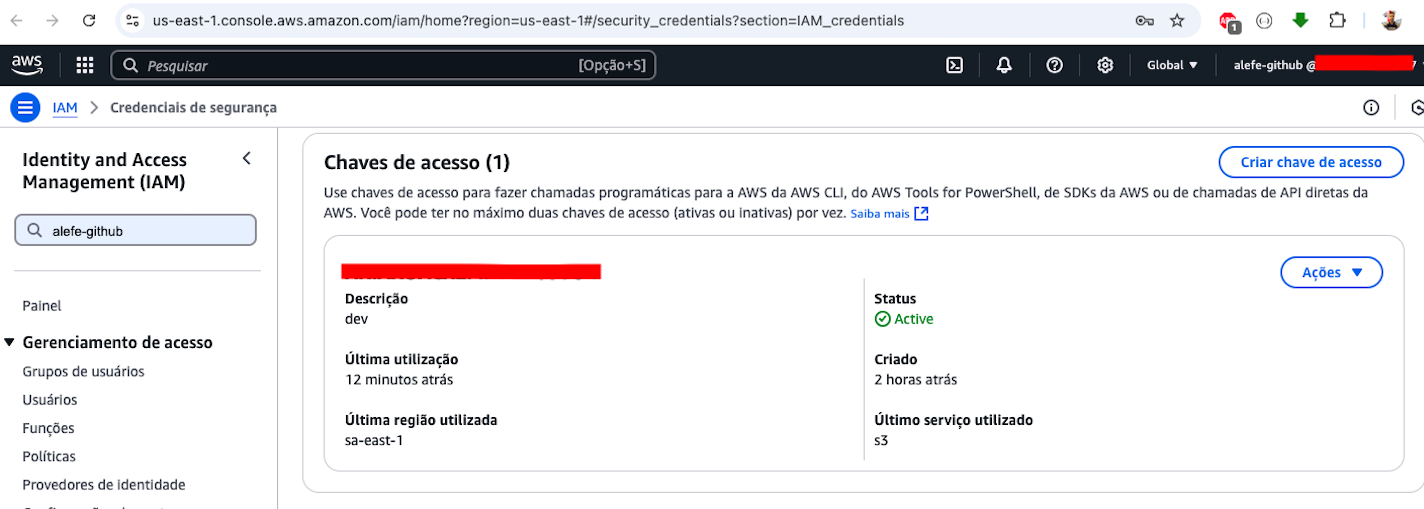 us-east-1.console.aws.amazon.com/iam/home?region=us-east-1#/security_credentials?section=IAM_credentials
ABP
1
aws
Pesquisar
[Opção+S]
Global
alefe-github @
IAM
Credenciais de segurança
Identity and Access
Management (IAM)
alefe-github
Painel
Gerenciamento de acesso
Grupos de usuários
Usuários
Funções
Políticas
Provedores de identidade
Chaves de acesso (1)
Criar chave de acesso
Use chaves de acesso para fazer chamadas programáticas para a AWS da AWS CLI, do AWS Tools for PowerShell, de SDKs da AWS ou de chamadas de API diretas da
AWS. Você pode ter no máximo duas chaves de acesso (ativas ou inativas) por vez. Saiba mais
Ações
Descrição
dev
Status
Active
Última utilização
12 minutos atrás
Criado
2 horas atrás
Última região utilizada
sa-east-1
Último serviço utilizado
s3